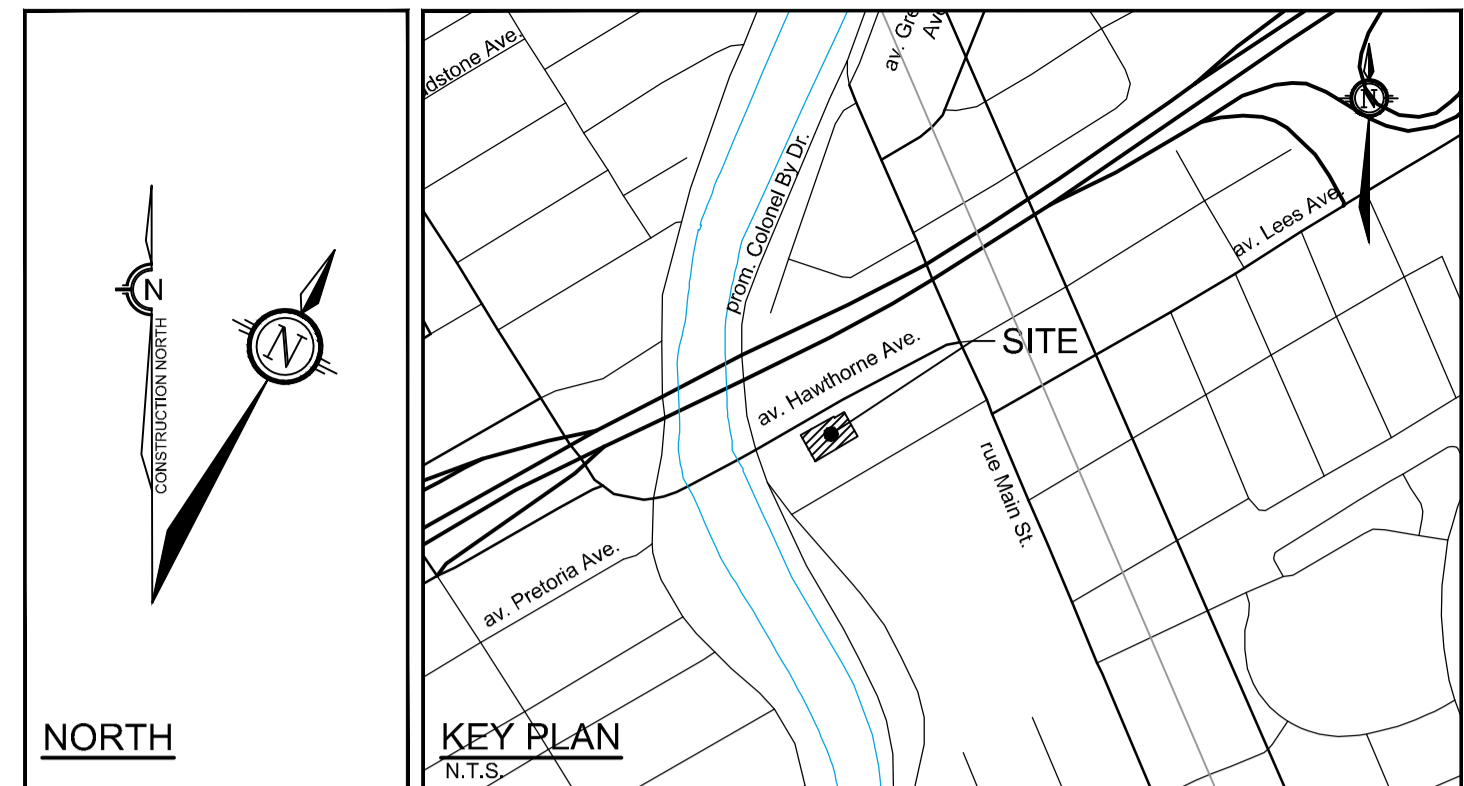 N
CONSTRUCTION NORTH
N
NORTH
dstone Ave.
av. Gre
Ave
N
prom. Colonel By Dr.
av. Lees Ave.
SITE
av. Hawthorne Ave.
rue Main St.
av. Pretoria Ave.
KEY PLAN
N.T.S.